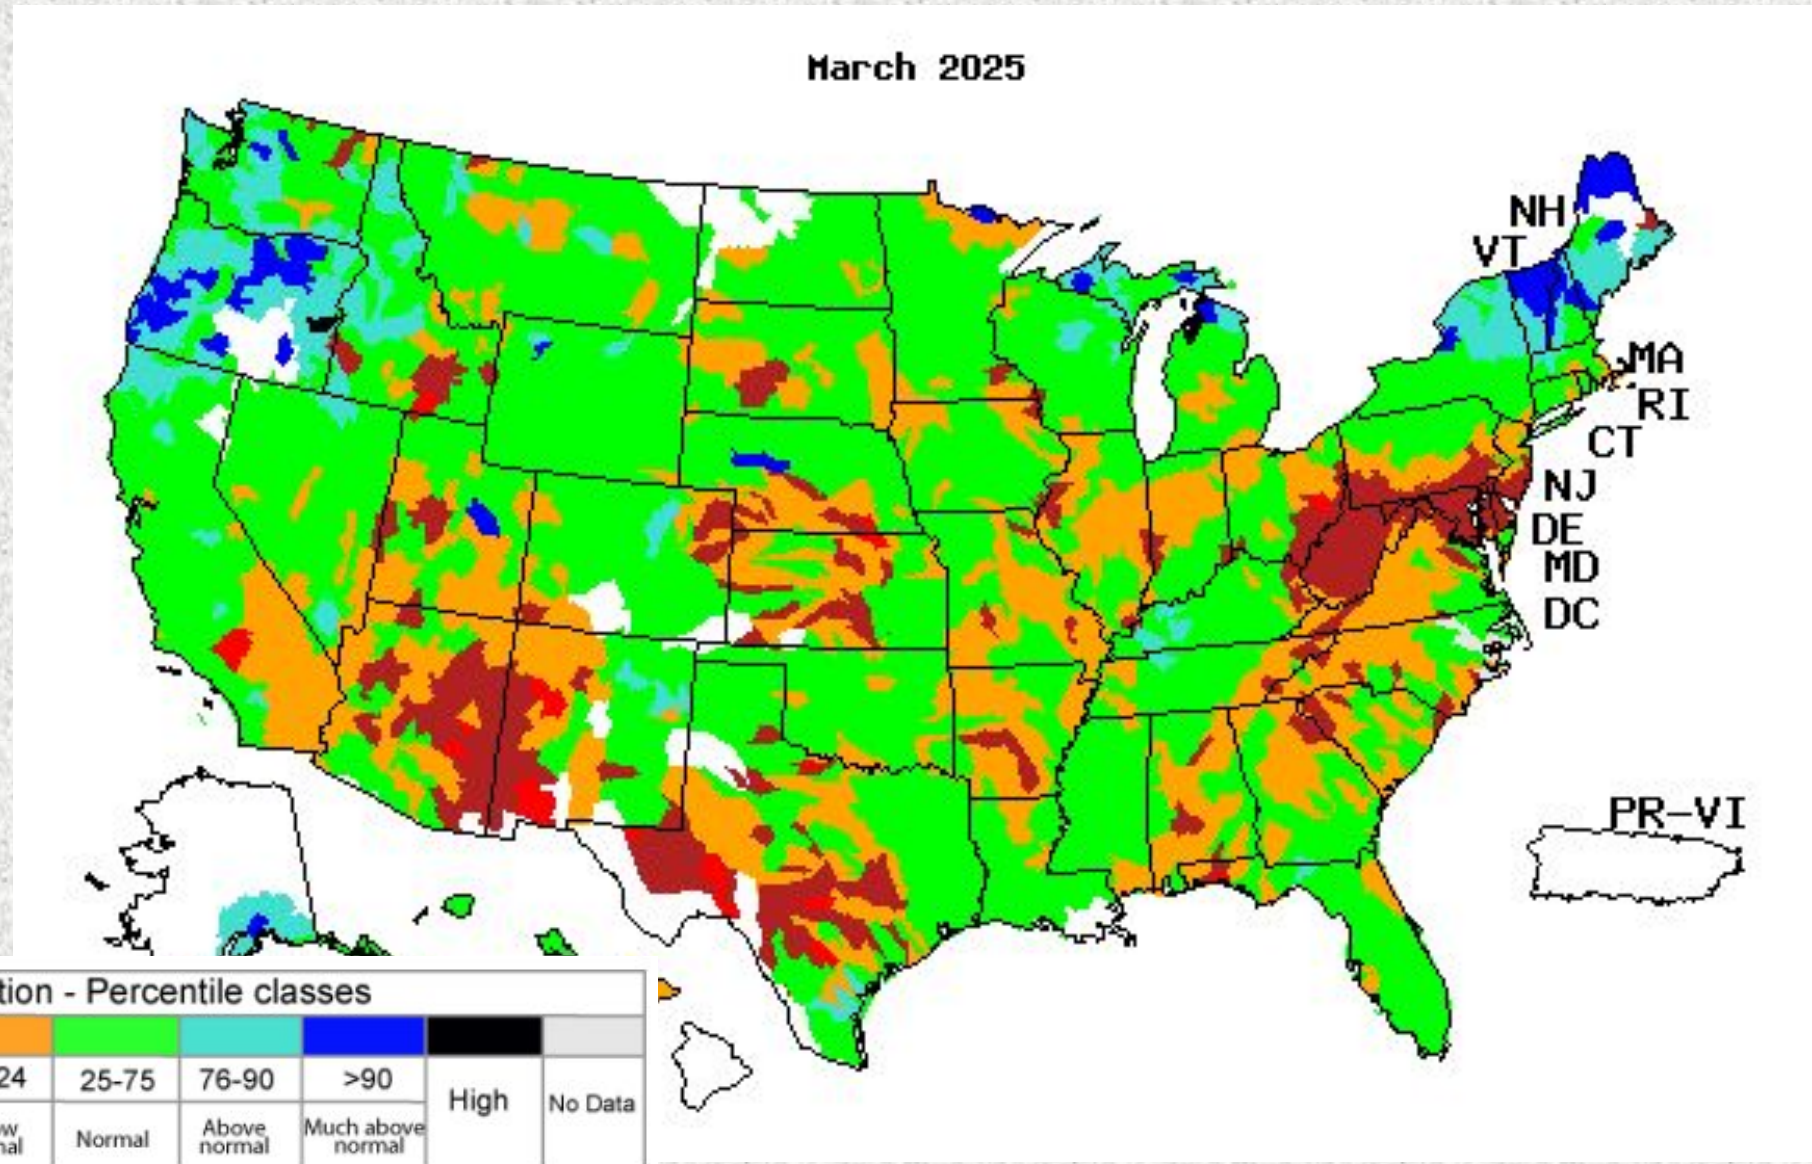 March 2025
NH
VT
MA
RI
CT
NJ
DE
MD
DC
PR-VI
tion - Percentile classes
24 25-75 76-90 >90 High No Data
Normal Above normal Much above normal